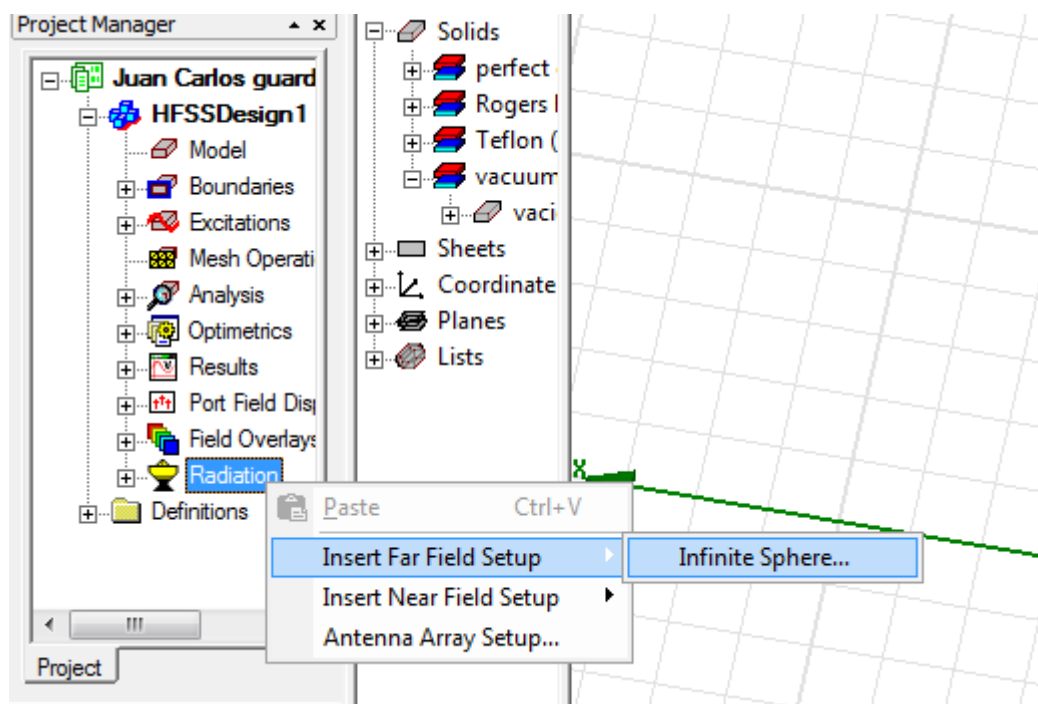 Project Manager
Juan Carlos guard
HFSSDesign1
Model
Boundaries
Excitations
Mesh Operati
Analysis
Optimetrics
Results
Port Field Disp
Field Overlays
Radiation
Definitions
Project
Solids
perfect
Rogers
Teflon (
vacuum
vaci
Sheets
Coordinate
Planes
Lists
X
Paste Ctrl+V
Insert Far Field Setup
Insert Near Field Setup
Antenna Array Setup...
Infinite Sphere...